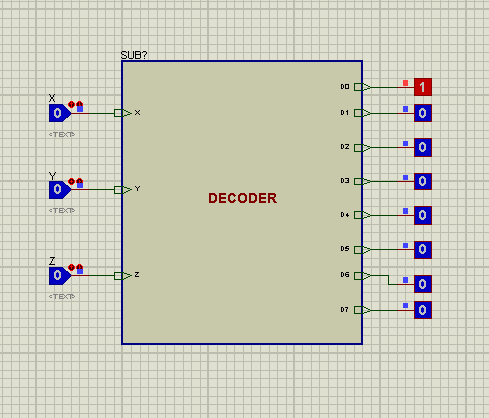 SUB?
X
0
X
<TEXT>
Y
0
Y
<TEXT>
Z
0
Z
<TEXT>
DECODER
D0
1
D1
0
D2
0
D3
0
D4
0
D5
0
D6
0
D7
0